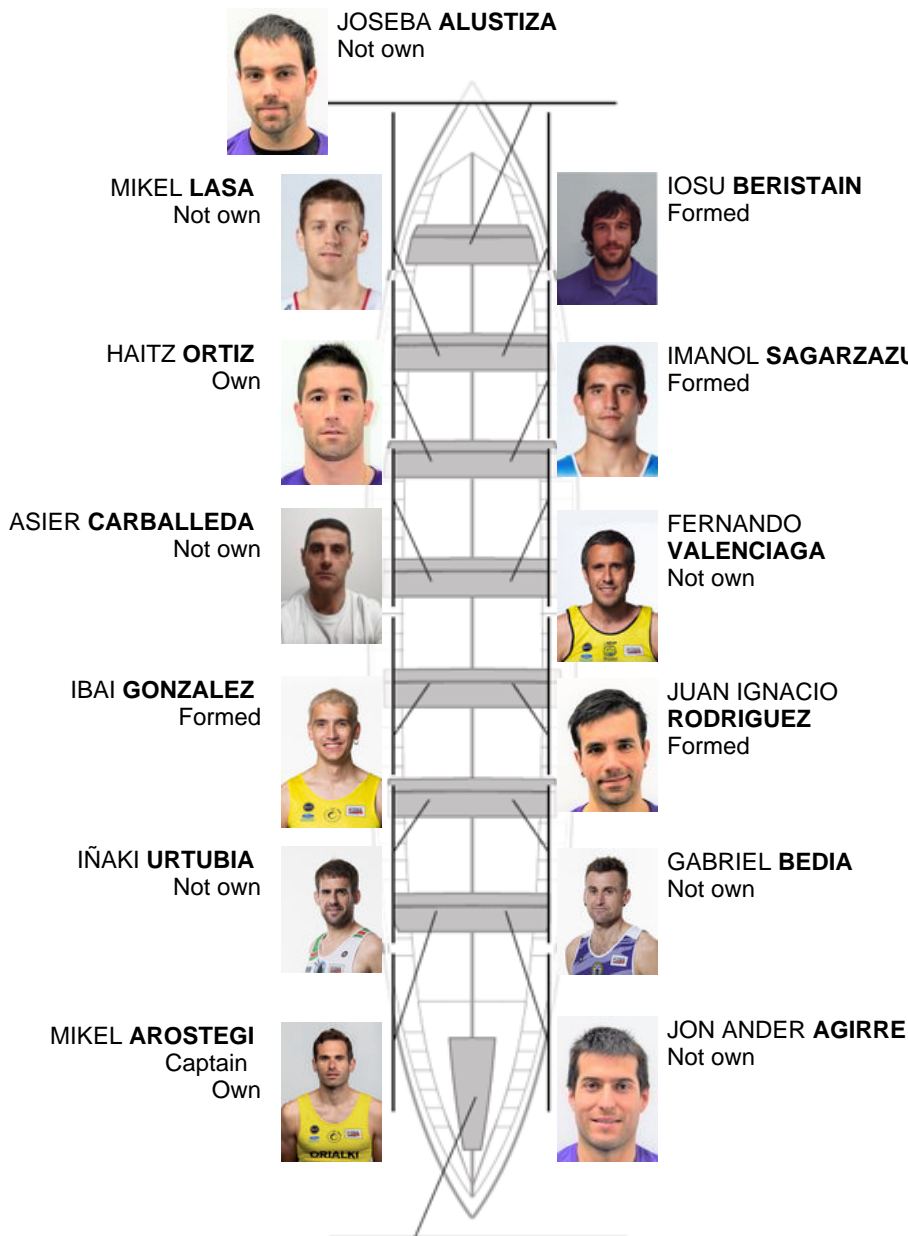 JOSEBA ALUSTIZA
Not own
MIKEL LASA
Not own
IOSU BERISTAIN
Formed
HAITZ ORTIZ
Own
IMANOL SAGARZAZU
Formed
ASIER CARBALLEDA
Not own
FERNANDO
VALENCIAGA
Not own
IBAI GONZALEZ
Formed
JUAN IGNACIO
RODRIGUEZ
Formed
IÑAKI URTUBIA
Not own
GABRIEL BEDIA
Not own
MIKEL AROSTEGI
Captain
Own
JON ANDER AGIRRE
Not own
ORIALKI